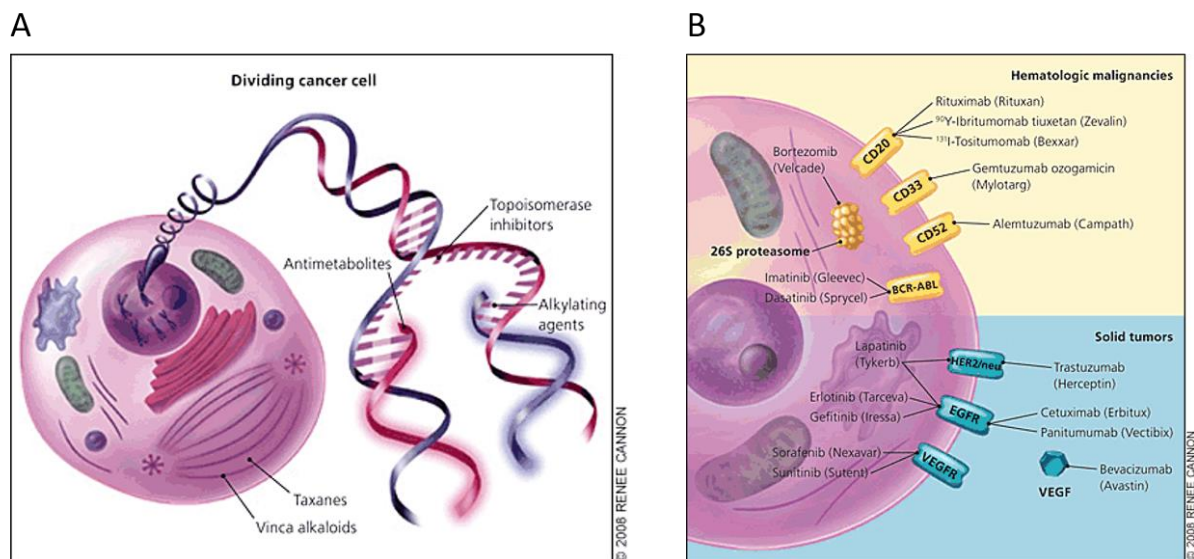 A
Dividing cancer cell
Topoisomerase
inhibitors
Antimetabolites
Alkylating
agents
Taxanes
Vinca alkaloids
© 2008 RENEE CANNON
B
Hematologic malignancies
Rituximab (Rituxan)
⁹⁰Y-Ibritumomab tiuxetan (Zevalin)
¹³¹I-Tositumomab (Bexxar)
CD20
Bortezomib
(Velcade)
Gemtuzumab ozogamicin
(Mylotarg)
CD33
Alemtuzumab (Campath)
CD52
26S proteasome
Imatinib (Gleevec)
Dasatinib (Sprycel)
BCR-ABL
Solid tumors
Lapatinib
(Tykerb)
HER2/neu
Trastuzumab
(Herceptin)
Erlotinib (Tarceva)
Gefitinib (Iressa)
EGFR
Cetuximab (Erbitux)
Panitumumab (Vectibix)
Sorafenib (Nexavar)
Sunitinib (Sutent)
VEGFR
VEGF
Bevacizumab
(Avastin)
© 2008 RENEE CANNON